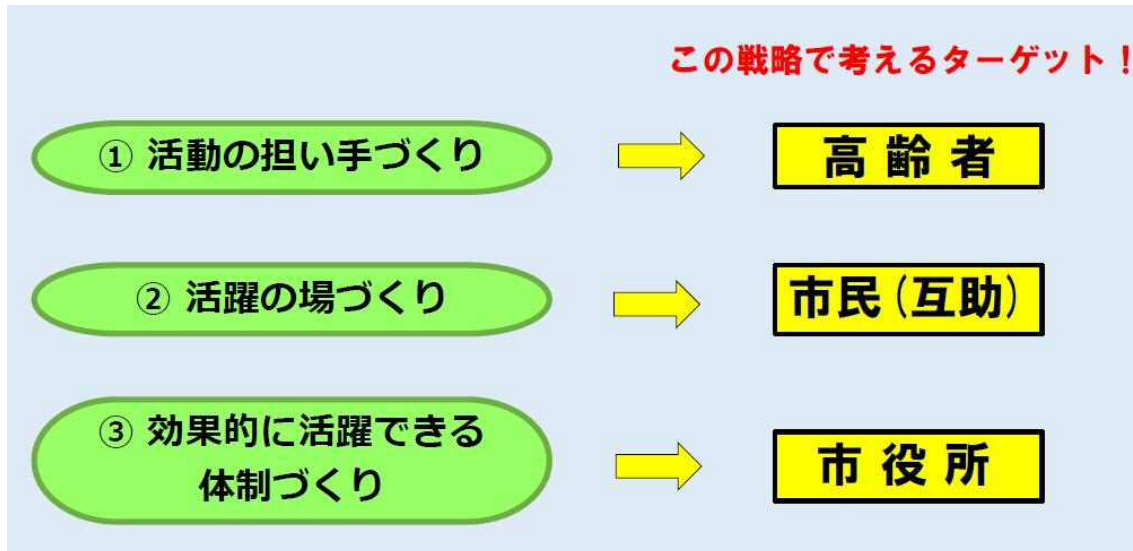 この戦略で考えるターゲット！
① 活動の担い手づくり
高齢者
② 活躍の場づくり
市民(互助)
③ 効果的に活躍できる
体制づくり
市役所